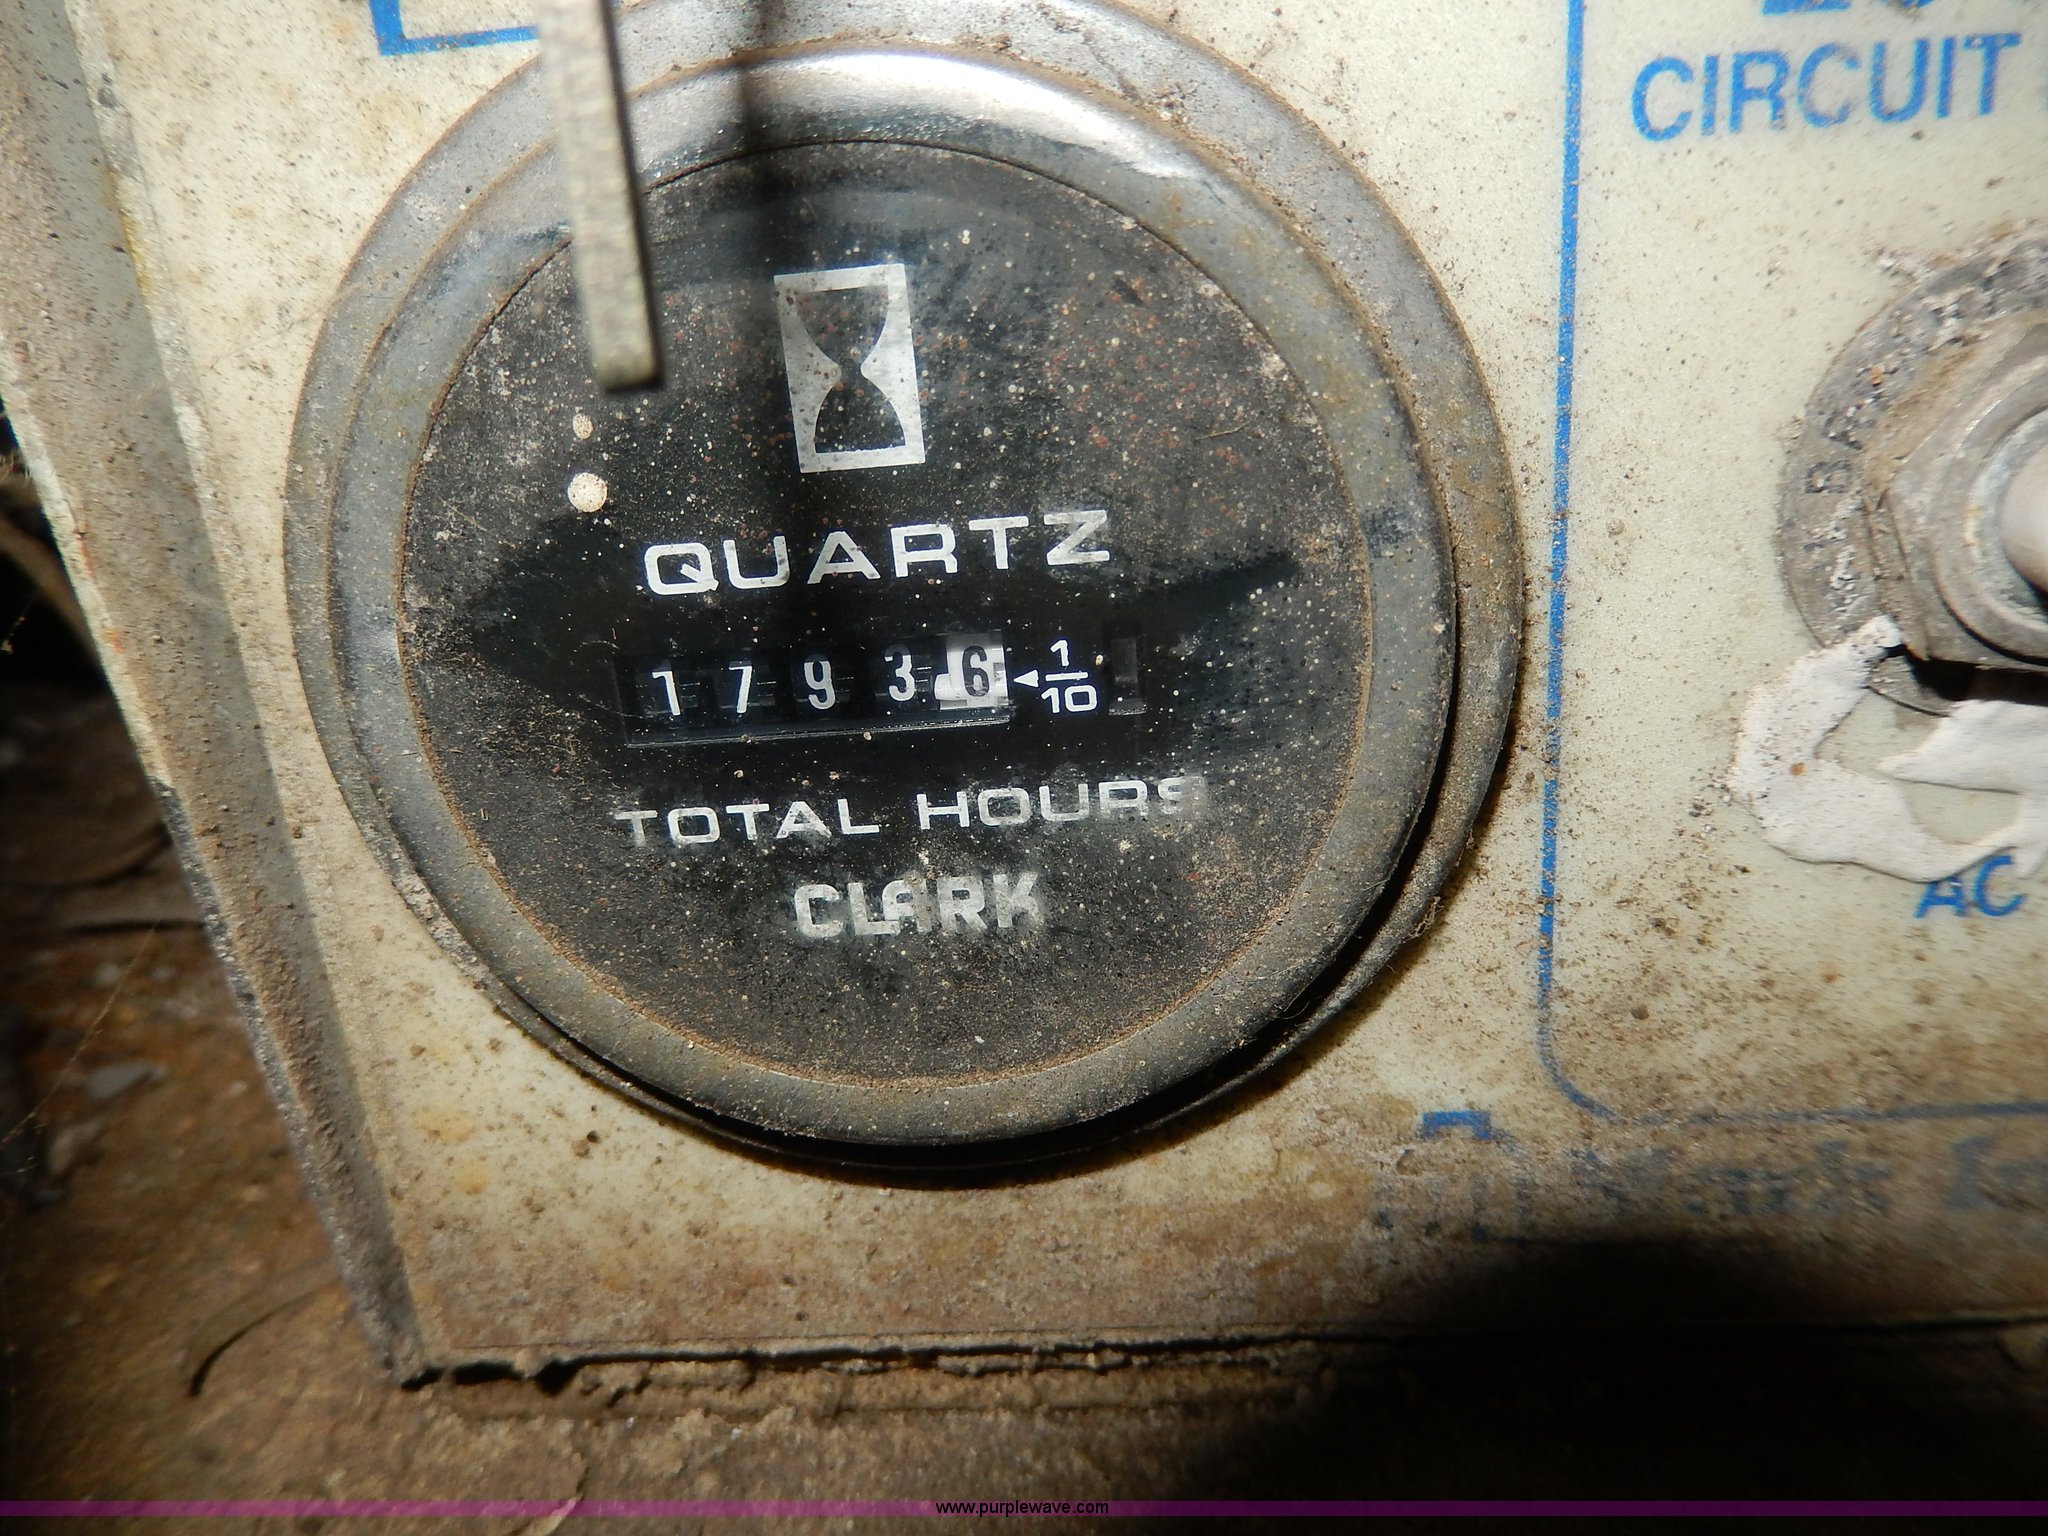 CIRCUIT
QUARTZ
17936 ◄ 1/10
TOTAL HOURS
CLARK
AC
www.purplewave.com